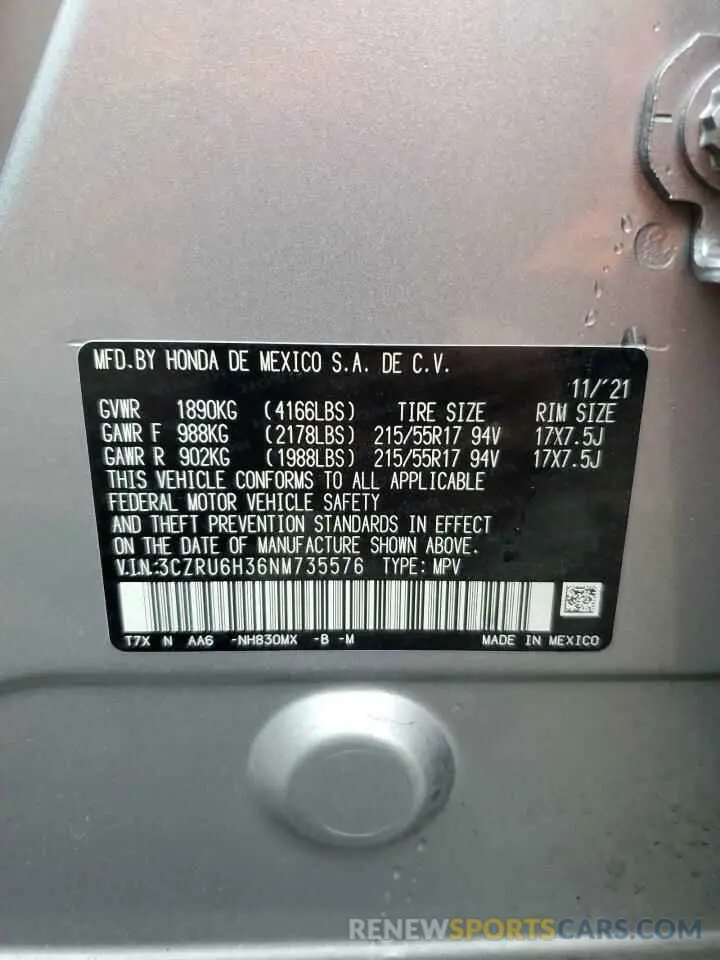 MFD.BY HONDA DE MEXICO S.A. DE C.V.
11/'21
GVWR 1890KG (4166LBS) TIRE SIZE RIM SIZE
GAWR F 988KG (2178LBS) 215/55R17 94V 17X7.5J
GAWR R 902KG (1988LBS) 215/55R17 94V 17X7.5J
THIS VEHICLE CONFORMS TO ALL APPLICABLE
FEDERAL MOTOR VEHICLE SAFETY
AND THEFT PREVENTION STANDARDS IN EFFECT
ON THE DATE OF MANUFACTURE SHOWN ABOVE.
V.I.N.:3CZRU6H36NM735576 TYPE: MPV
T7X N AA6 -NH830MX -B -M MADE IN MEXICO
RENEWSPORTSCARS.COM